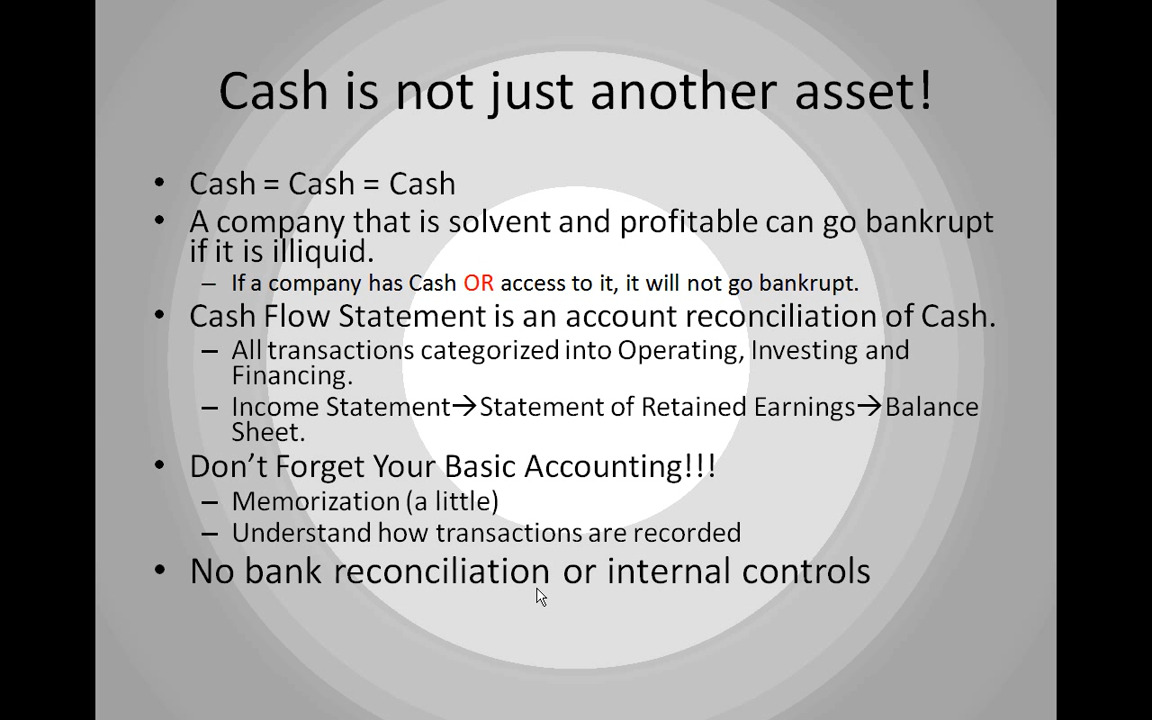 Cash is not just another asset!
• Cash = Cash = Cash
• A company that is solvent and profitable can go bankrupt
if it is illiquid.
– If a company has Cash OR access to it, it will not go bankrupt.
• Cash Flow Statement is an account reconciliation of Cash.
– All transactions categorized into Operating, Investing and
Financing.
– Income Statement→Statement of Retained Earnings→Balance
Sheet.
• Don’t Forget Your Basic Accounting!!!
– Memorization (a little)
– Understand how transactions are recorded
• No bank reconciliation or internal controls